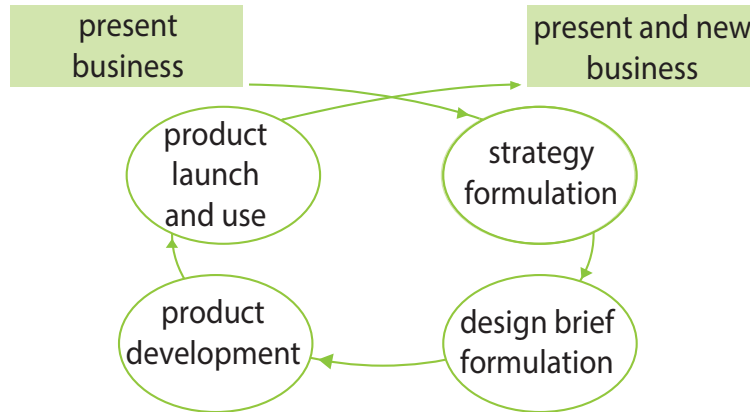 present
business
present and new
business
product
launch
and use
strategy
formulation
product
development
design brief
formulation